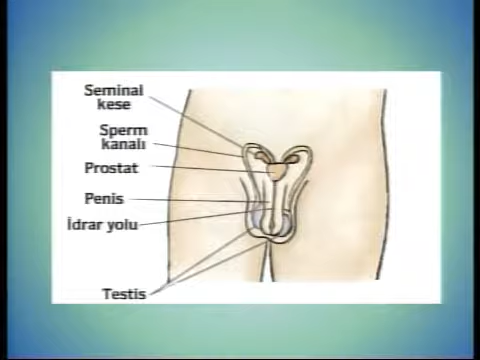 Seminal
kese
Sperm
kanalı
Prostat
Penis
İdrar yolu
Testis